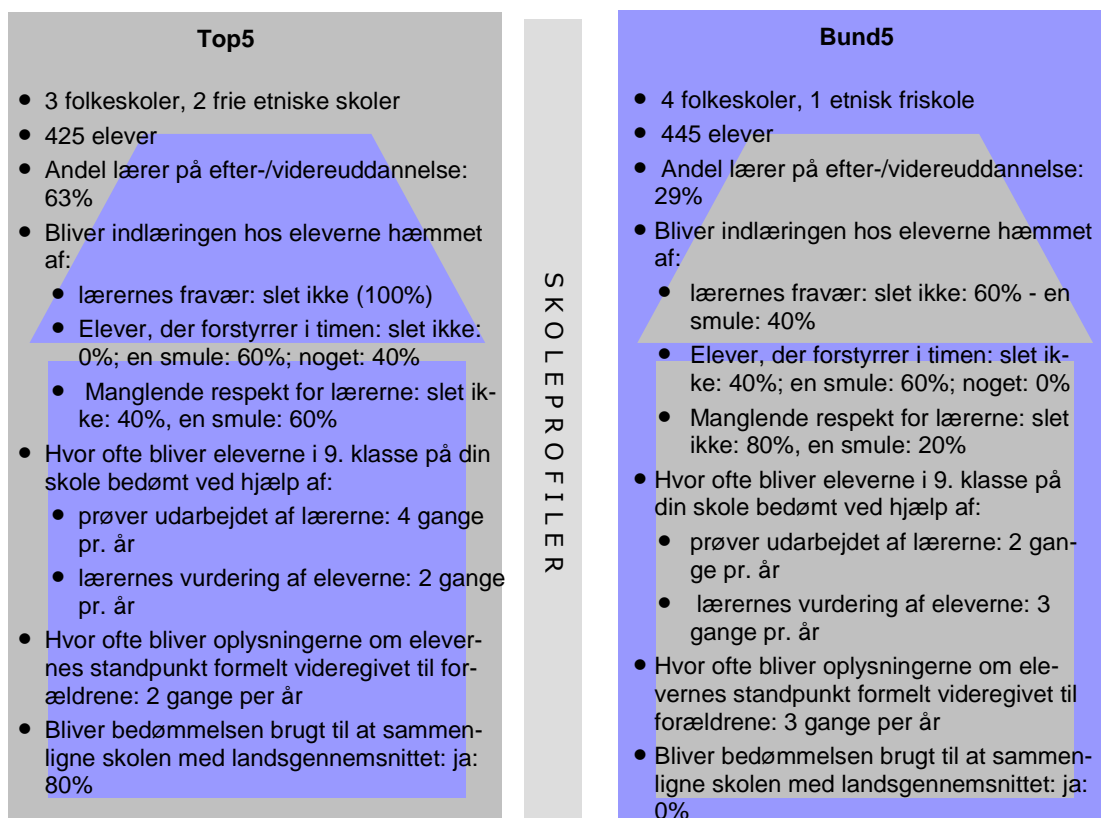 Top5
• 3 folkeskoler, 2 frie etniske skoler
• 425 elever
• Andel lærer på efter-/videreuddannelse:
63%
• Bliver indlæringen hos eleverne hæmmet
af:
• lærernes fravær: slet ikke (100%)
• Elever, der forstyrrer i timen: slet ikke:
0%; en smule: 60%; noget: 40%
• Manglende respekt for lærerne: slet ik-
ke: 40%, en smule: 60%
• Hvor ofte bliver eleverne i 9. klasse på din
skole bedømt ved hjælp af:
• prøver udarbejdet af lærerne: 4 gange
pr. år
• lærernes vurdering af eleverne: 2 gange
pr. år
• Hvor ofte bliver oplysningerne om elever-
nes standpunkt formelt videregivet til for-
ældrene: 2 gange per år
• Bliver bedømmelsen brugt til at sammen-
ligne skolen med landsgennemsnittet: ja:
80%
SKOLEPROFILER
Bund5
• 4 folkeskoler, 1 etnisk friskole
• 445 elever
• Andel lærer på efter-/videreuddannelse:
29%
• Bliver indlæringen hos eleverne hæmmet
af:
• lærernes fravær: slet ikke: 60% - en
smule: 40%
• Elever, der forstyrrer i timen: slet ik-
ke: 40%; en smule: 60%; noget: 0%
• Manglende respekt for lærerne: slet
ikke: 80%, en smule: 20%
• Hvor ofte bliver eleverne i 9. klasse på
din skole bedømt ved hjælp af:
• prøver udarbejdet af lærerne: 2 gan-
ge pr. år
• lærernes vurdering af eleverne: 3
gange pr. år
• Hvor ofte bliver oplysningerne om ele-
vernes standpunkt formelt videregivet til
forældrene: 3 gange per år
• Bliver bedømmelsen brugt til at sammen-
ligne skolen med landsgennemsnittet: ja:
0%